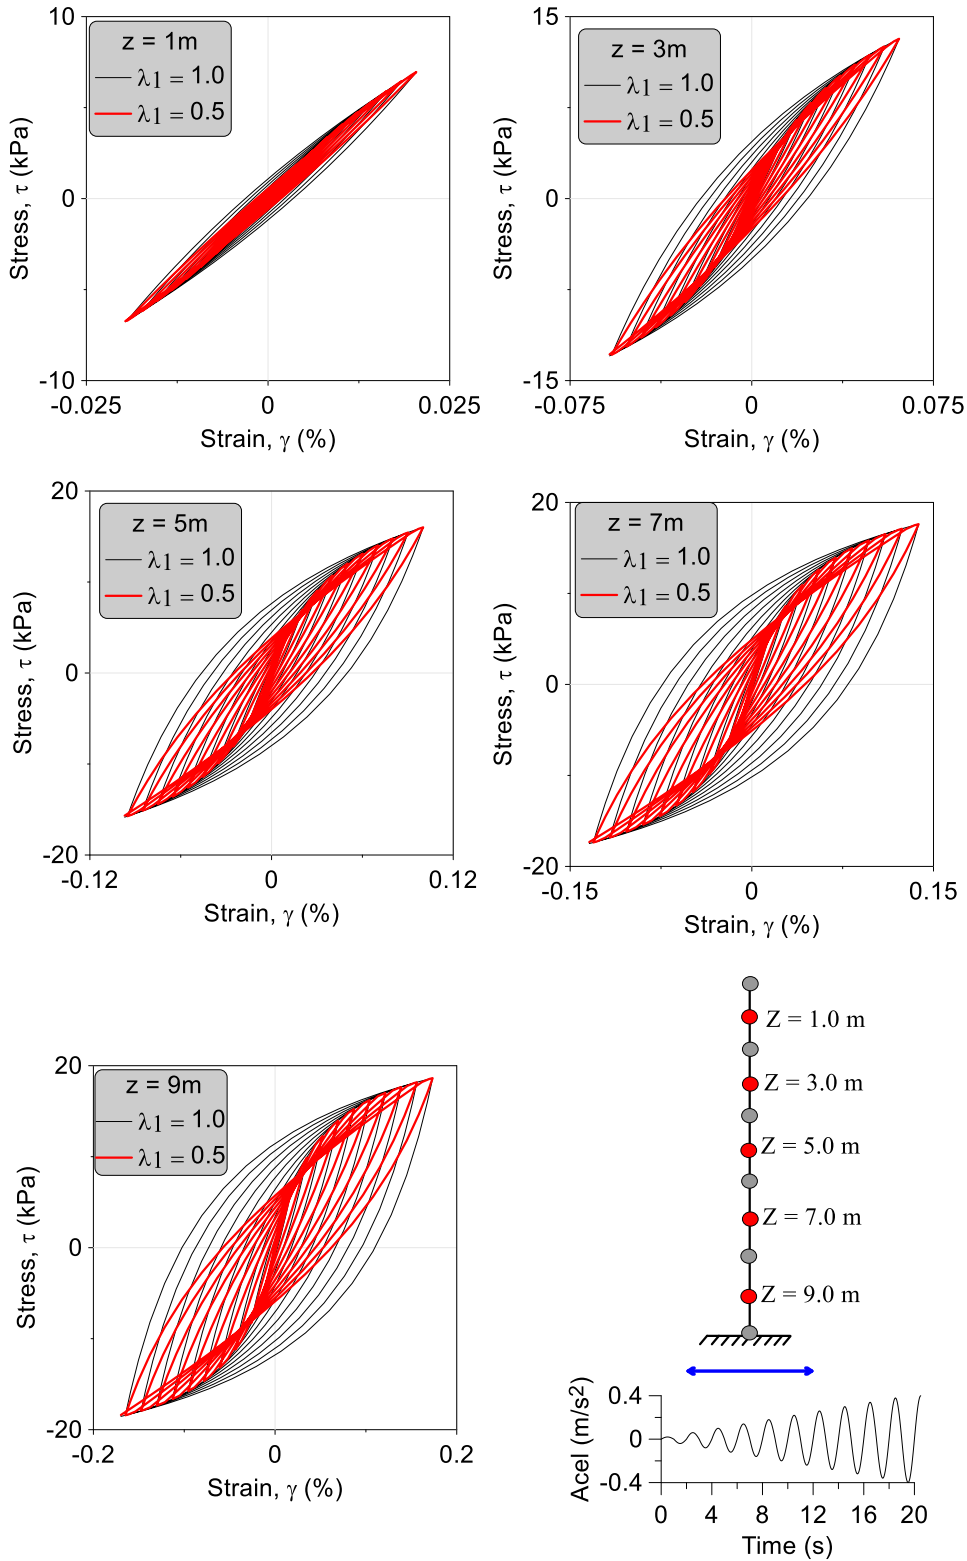 10
z = 1m
λ1 = 1.0
λ1 = 0.5
0
-10
-0.025
0
0.025
Stress, τ (kPa)
Strain, γ (%)
15
z = 3m
λ1 = 1.0
λ1 = 0.5
0
-15
-0.075
0
0.075
Stress, τ (kPa)
Strain, γ (%)
20
z = 5m
λ1 = 1.0
λ1 = 0.5
0
-20
-0.12
0
0.12
Stress, τ (kPa)
Strain, γ (%)
20
z = 7m
λ1 = 1.0
λ1 = 0.5
0
-20
-0.15
0
0.15
Stress, τ (kPa)
Strain, γ (%)
20
z = 9m
λ1 = 1.0
λ1 = 0.5
0
-20
-0.2
0
0.2
Stress, τ (kPa)
Strain, γ (%)
Z = 1.0 m
Z = 3.0 m
Z = 5.0 m
Z = 7.0 m
Z = 9.0 m
0.4
0
-0.4
Acel (m/s²)
0 4 8 12 16 20
Time (s)